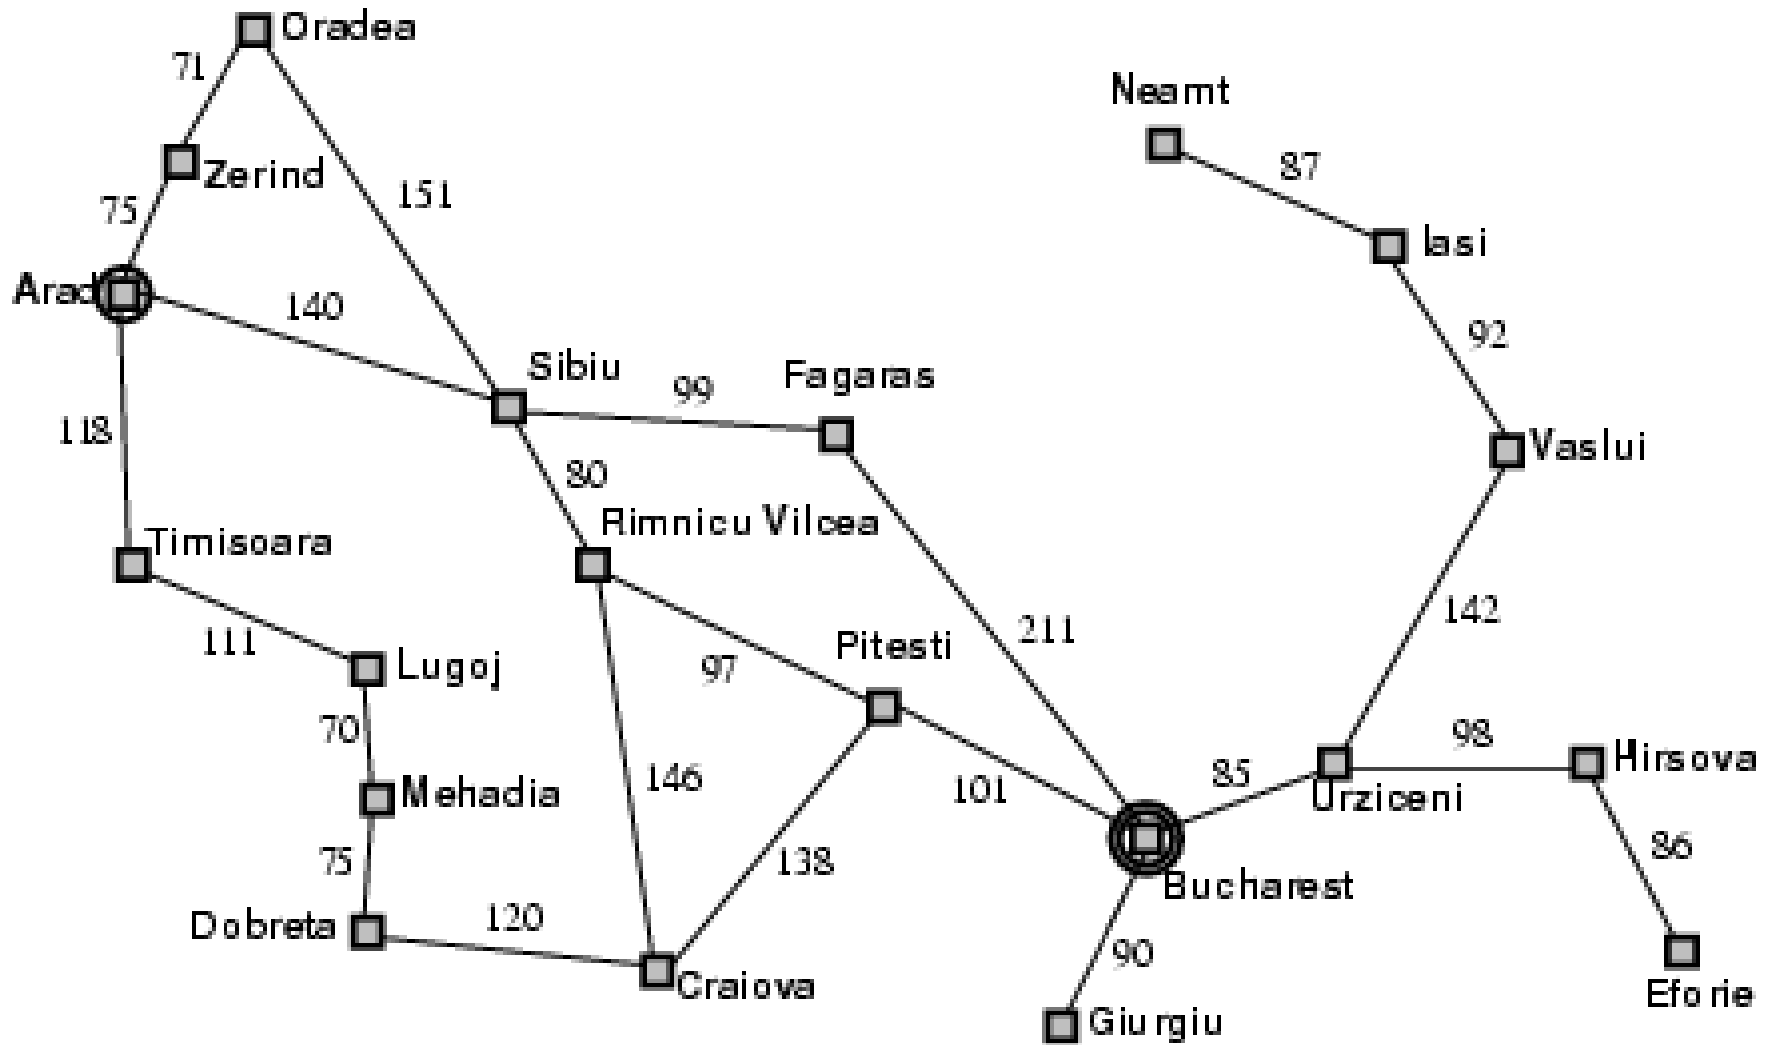 Oradea
71
Neamt
87
Zerind
151
75
Iasi
Arad
140
92
Sibiu
99
Fagaras
118
80
Vaslui
Rimnicu Vilcea
Timisoara
142
111
211
Pitesti
Lugoj
97
70
98
Hirsova
146
85
Mehadia
101
Urziceni
75
138
86
Bucharest
120
Dobreta
90
Craiova
Eforie
Giurgiu